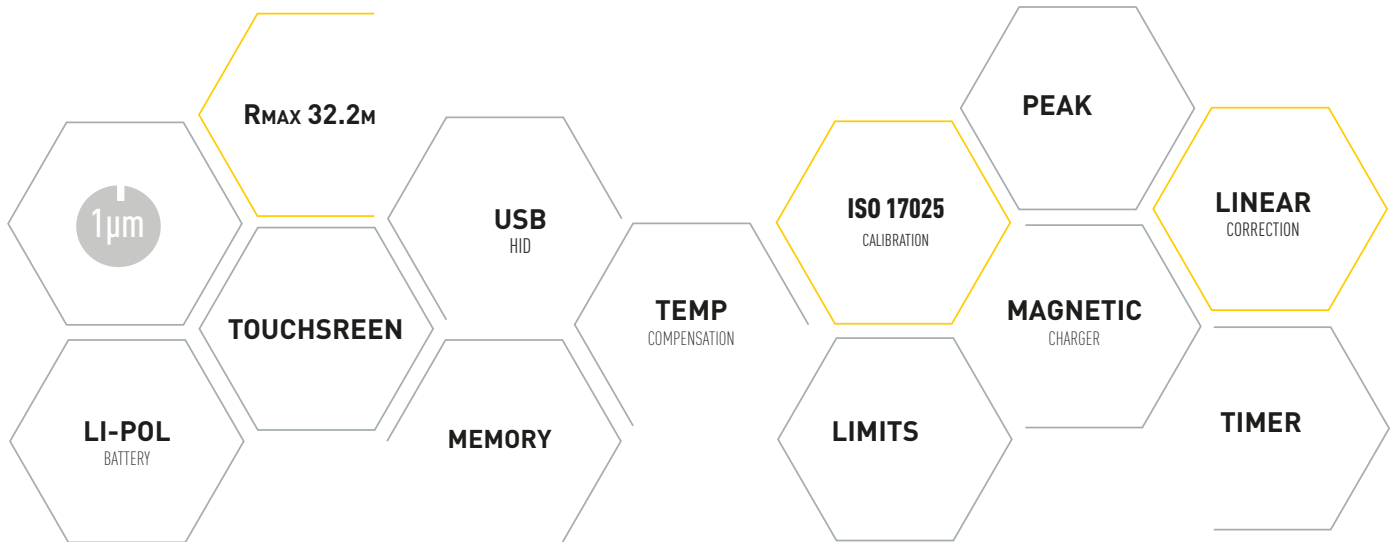 RMAX 32.2M
1µm
USB
HID
TOUCHSREEN
LI-POL
BATTERY
MEMORY
TEMP
COMPENSATION
ISO 17025
CALIBRATION
PEAK
LINEAR
CORRECTION
MAGNETIC
CHARGER
LIMITS
TIMER